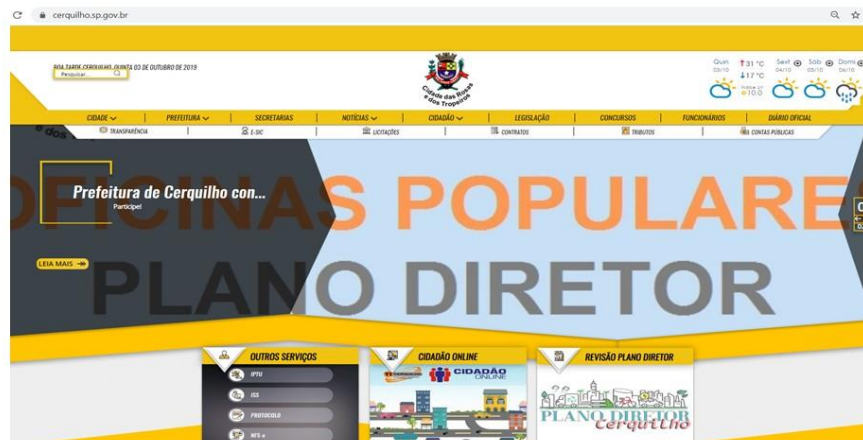 cerquilho.sp.gov.br
BOA TARDE CERQUILHO, QUINTA 03 DE OUTUBRO DE 2019
Pesquisar...
Cidade das Rosas
e dos Tropeiros
Quin Sext Sáb Domi
03/10 04/10 05/10 06/10
31 °C
17 °C
10.0
CIDADE PREFEITURA SECRETARIAS NOTÍCIAS CIDADÃO LEGISLAÇÃO CONCURSOS FUNCIONÁRIOS DIÁRIO OFICIAL
TRANSPARÊNCIA E-SIC LICITAÇÕES CONTRATOS TRIBUTOS CONTAS PÚBLICAS
Prefeitura de Cerquilho con...
Participe!
OFICINAS POPULARES
LEIA MAIS
PLANO DIRETOR
OUTROS SERVIÇOS CIDADÃO ONLINE REVISÃO PLANO DIRETOR
IPTU
CIDADÃO
ONLINE
ISS
PROTOCOLO
PLANO DIRETOR
Cerquilho
NFS-e